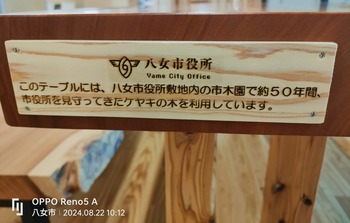 八女市役所
Yame City Office
このテーブルには、八女市役所敷地内の市木園で約50年間、
市役所を見守ってきたケヤキの木を利用しています。
OPPO Reno5 A
八女市 | 2024.08.22 10:12